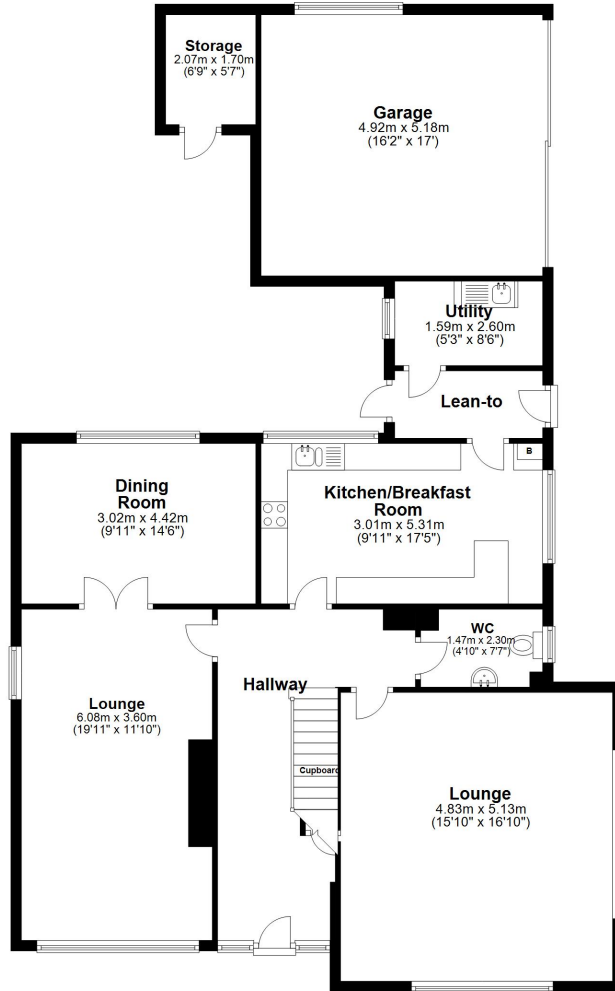 Storage
2.07m x 1.70m
(6'9" x 5'7")
Garage
4.92m x 5.18m
(16'2" x 17')
Utility
1.59m x 2.60m
(5'3" x 8'6")
Lean-to
B
Dining
Room
3.02m x 4.42m
(9'11" x 14'6")
Kitchen/Breakfast
Room
3.01m x 5.31m
(9'11" x 17'5")
WC
1.47m x 2.30m
(4'10" x 7'7")
Hallway
Lounge
6.08m x 3.60m
(19'11" x 11'10")
Cupboard
Lounge
4.83m x 5.13m
(15'10" x 16'10")